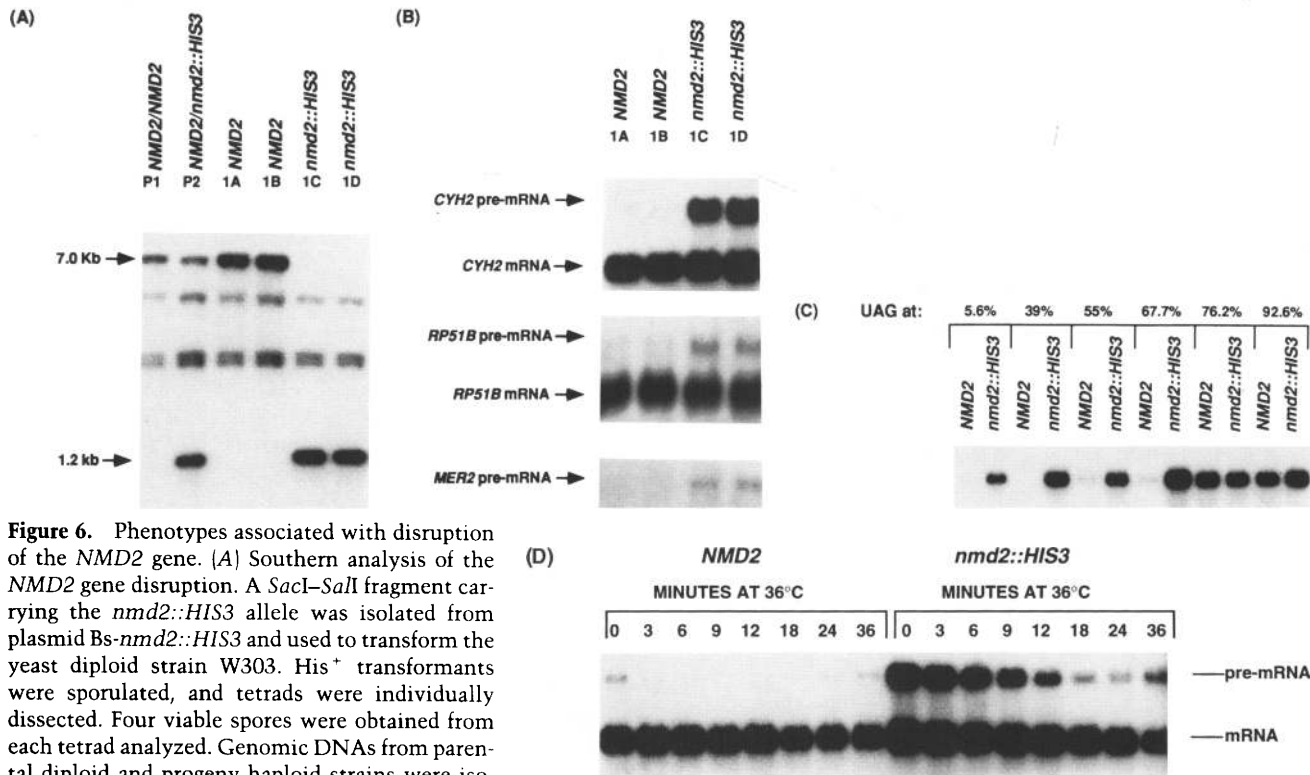 (A)
NMD2/NMD2
NMD2/nmd2::HIS3
NMD2
NMD2
nmd2::HIS3
nmd2::HIS3
P1 P2 1A 1B 1C 1D
7.0 Kb
1.2 kb
(B)
NMD2
NMD2
nmd2::HIS3
nmd2::HIS3
1A 1B 1C 1D
CYH2 pre-mRNA
CYH2 mRNA
RP51B pre-mRNA
RP51B mRNA
MER2 pre-mRNA
(C) UAG at: 5.6% 39% 55% 67.7% 76.2% 92.6%
NMD2
nmd2::HIS3
NMD2
nmd2::HIS3
NMD2
nmd2::HIS3
NMD2
nmd2::HIS3
NMD2
nmd2::HIS3
NMD2
nmd2::HIS3
(D) NMD2 nmd2::HIS3
MINUTES AT 36°C MINUTES AT 36°C
0 3 6 9 12 18 24 36 0 3 6 9 12 18 24 36
pre-mRNA
mRNA
Figure 6. Phenotypes associated with disruption
of the NMD2 gene. (A) Southern analysis of the
NMD2 gene disruption. A SacI–SalI fragment car-
rying the nmd2::HIS3 allele was isolated from
plasmid Bs-nmd2::HIS3 and used to transform the
yeast diploid strain W303. His+ transformants
were sporulated, and tetrads were individually
dissected. Four viable spores were obtained from
each tetrad analyzed. Genomic DNAs from paren-
tal diploid and progeny haploid strains were iso-